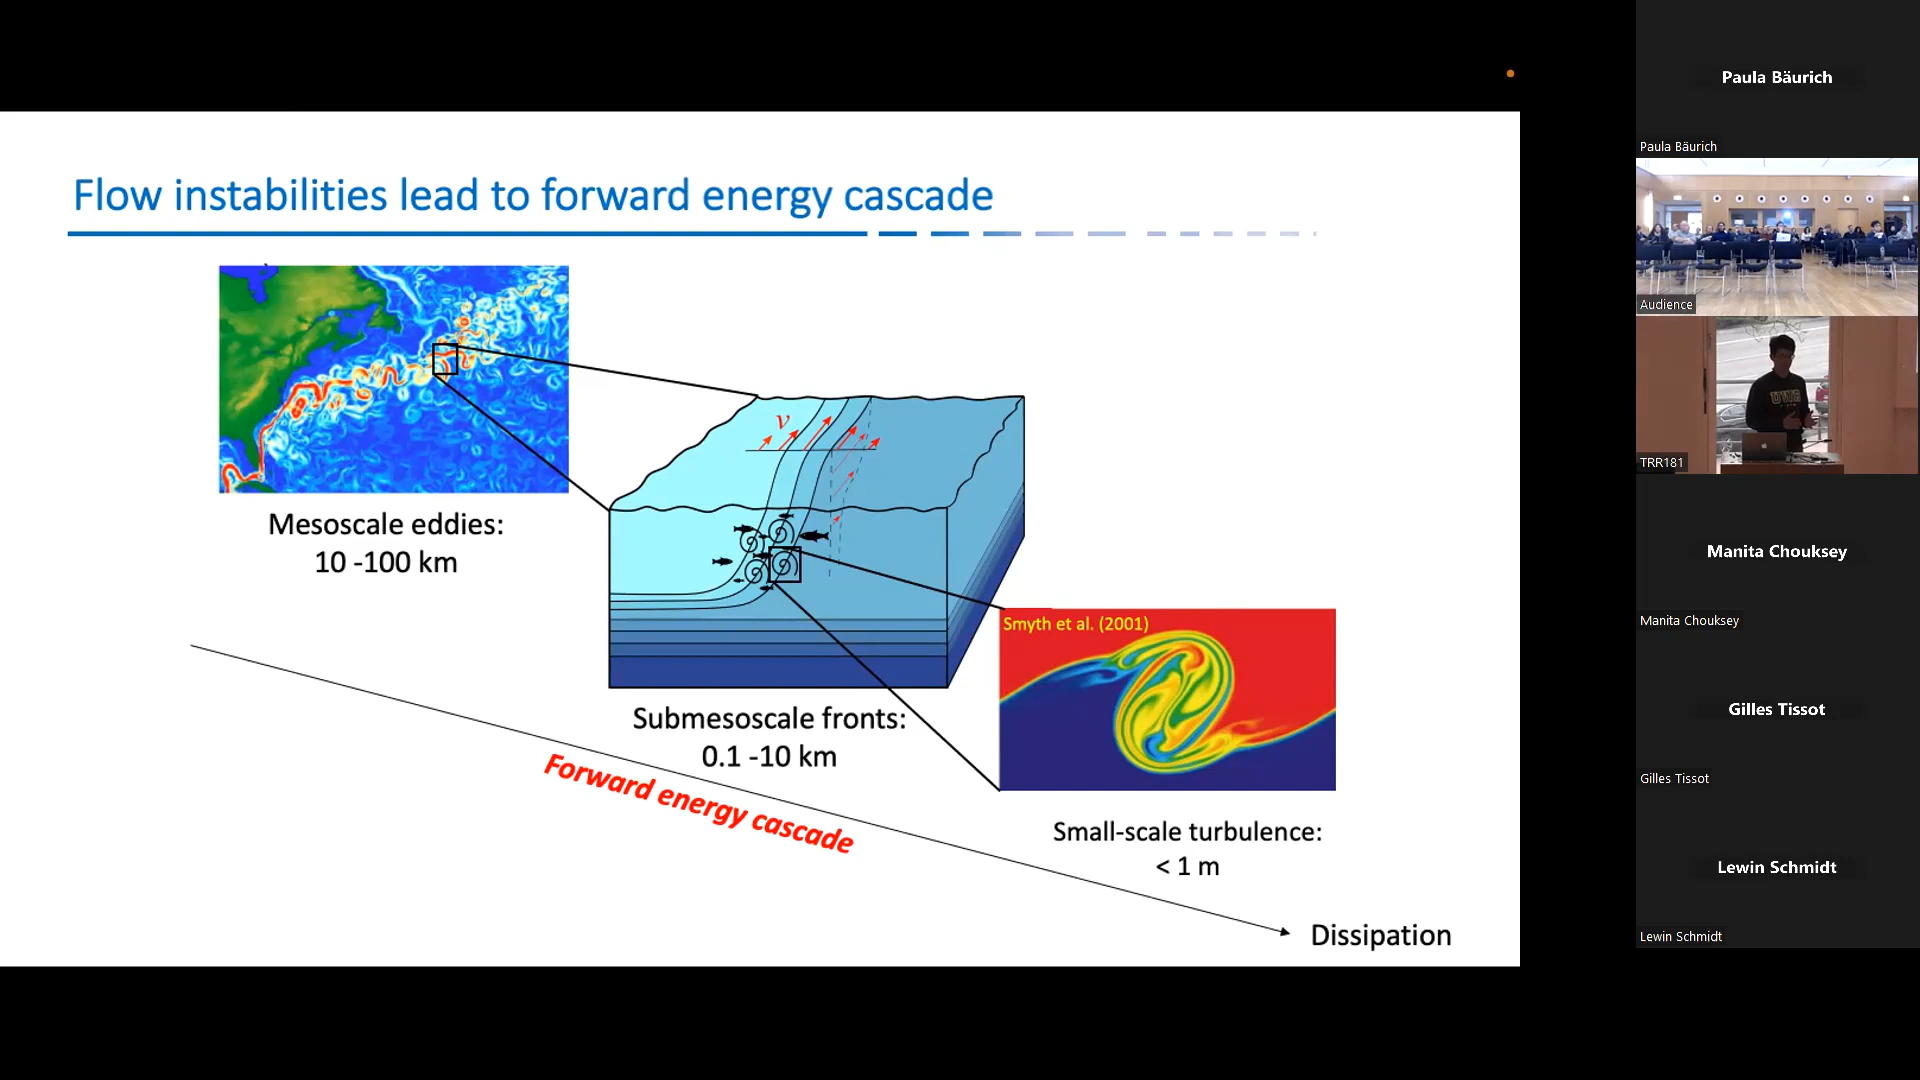 Flow instabilities lead to forward energy cascade
Mesoscale eddies:
10 -100 km
v
Submesoscale fronts:
0.1 -10 km
Smyth et al. (2001)
Small-scale turbulence:
< 1 m
Forward energy cascade
Dissipation
Paula Bäurich
Paula Bäurich
Audience
TRR181
Manita Chouksey
Manita Chouksey
Gilles Tissot
Gilles Tissot
Lewin Schmidt
Lewin Schmidt